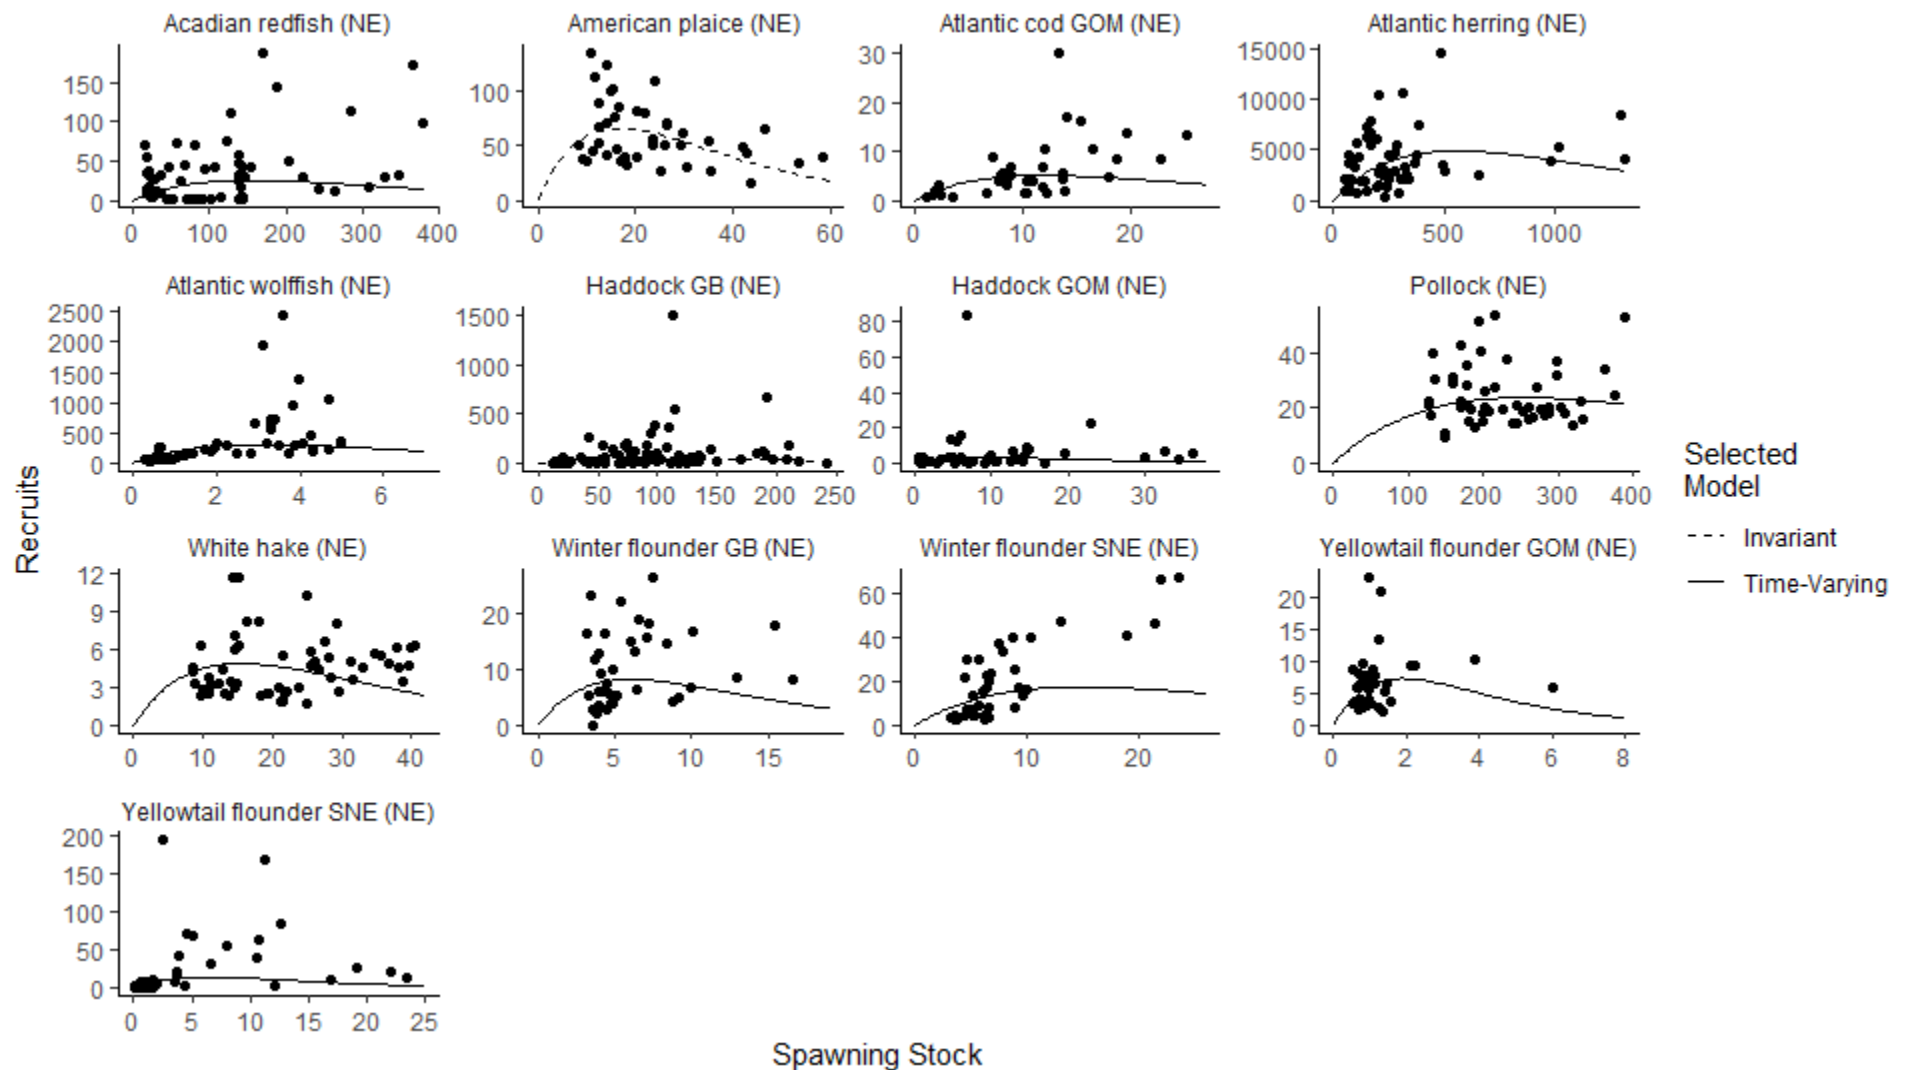 Acadian redfish (NE) American plaice (NE) Atlantic cod GOM (NE) Atlantic herring (NE)
150 100 50 0
100 50 0
30 20 10 0
15000 10000 5000 0
0 100 200 300 400
0 20 40 60
0 10 20
0 500 1000
Atlantic wolffish (NE) Haddock GB (NE) Haddock GOM (NE) Pollock (NE)
2500 2000 1500 1000 500 0
1500 1000 500 0
80 60 40 20 0
40 20 0
0 2 4 6
0 50 100 150 200 250
0 10 20 30
0 100 200 300 400
White hake (NE) Winter flounder GB (NE) Winter flounder SNE (NE) Yellowtail flounder GOM (NE)
12 9 6 3 0
20 10 0
60 40 20 0
20 15 10 5 0
0 10 20 30 40
0 5 10 15
0 10 20
0 2 4 6 8
Yellowtail flounder SNE (NE)
200 150 100 50 0
0 5 10 15 20 25
Recruits
Spawning Stock
Selected
Model
Invariant
Time-Varying